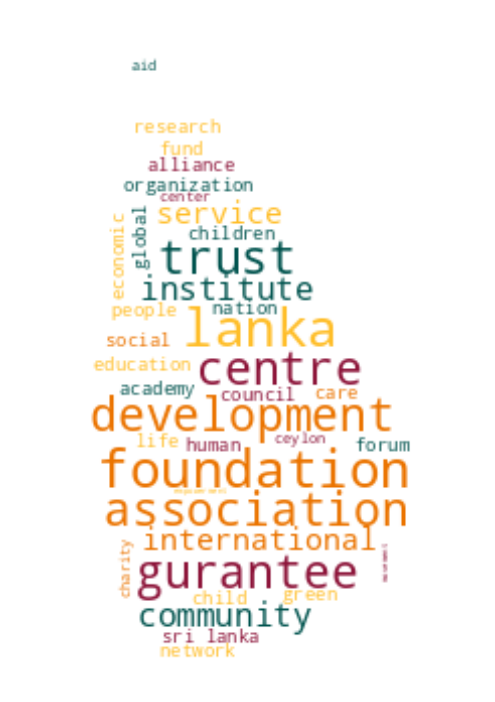 aid
research
fund
alliance
organization
center
service
global
economic
children
trust
institute
nation
people
lanka
social
centre
education
academy
council
care
development
life
human
ceylon
forum
foundation
association
international
charity
gurantee
child
green
community
sri lanka
network